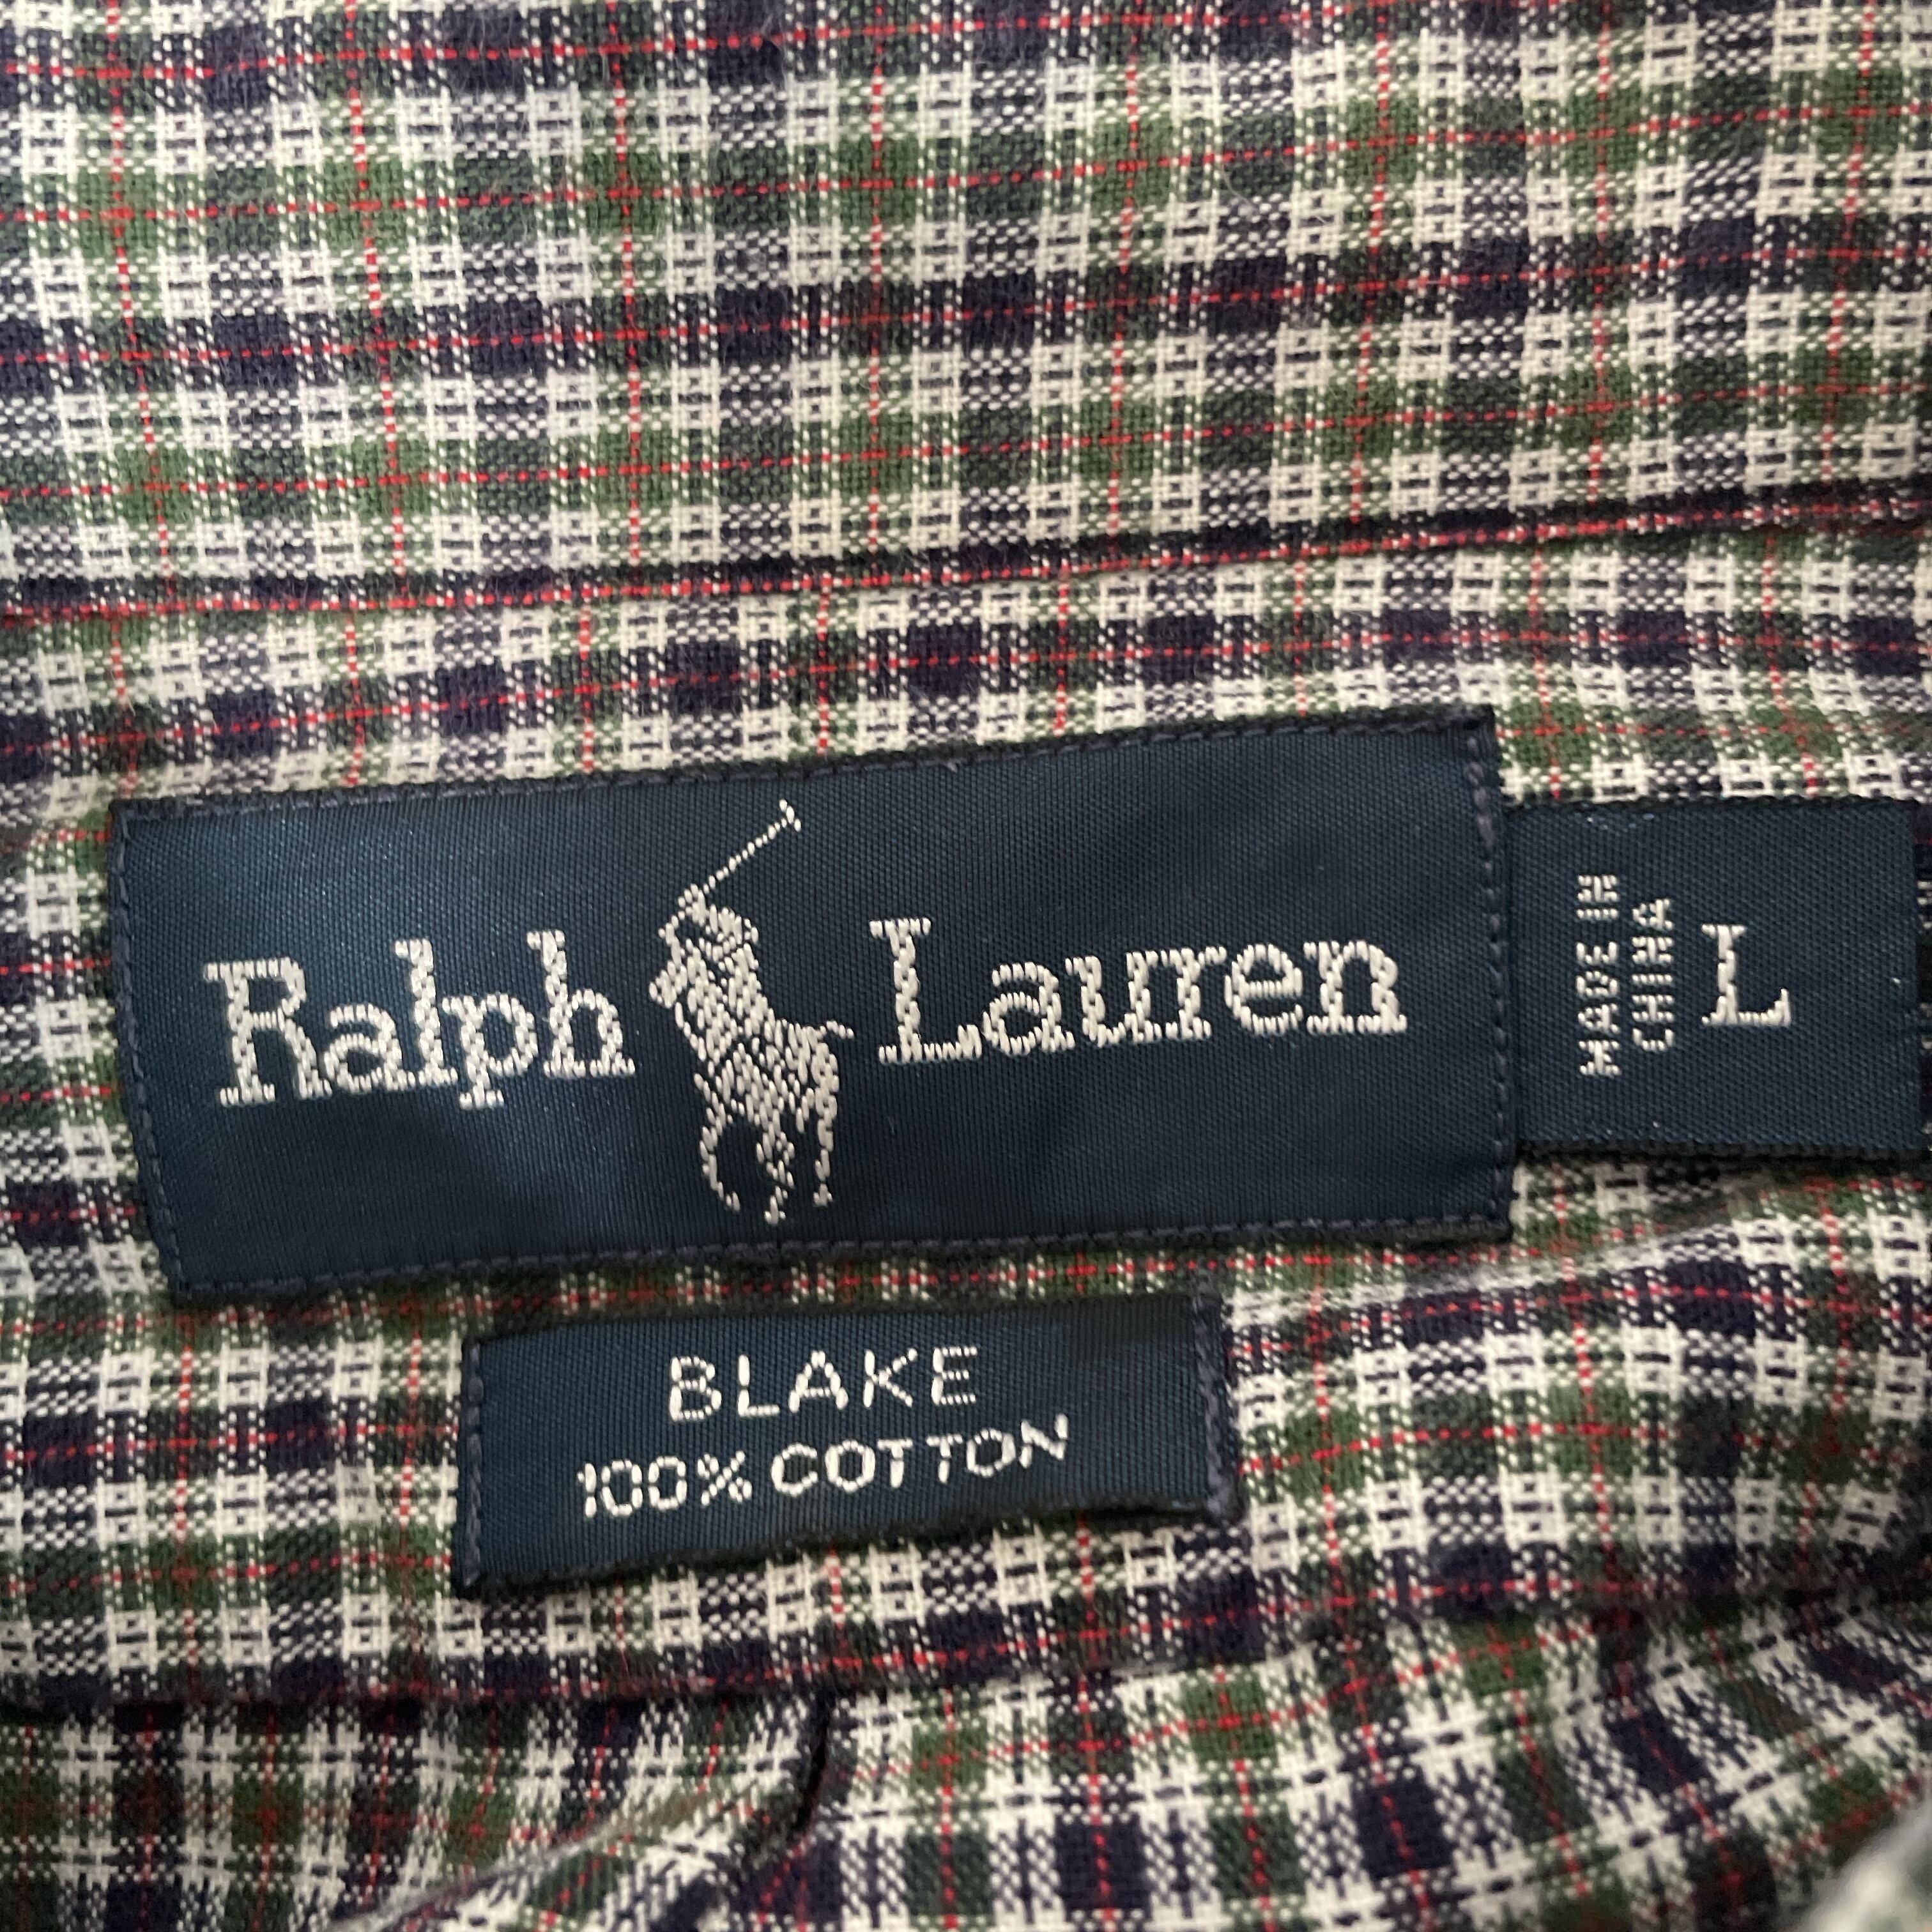 Ralph Lauren
MADE IN
CHINA
L
BLAKE
100% COTTON